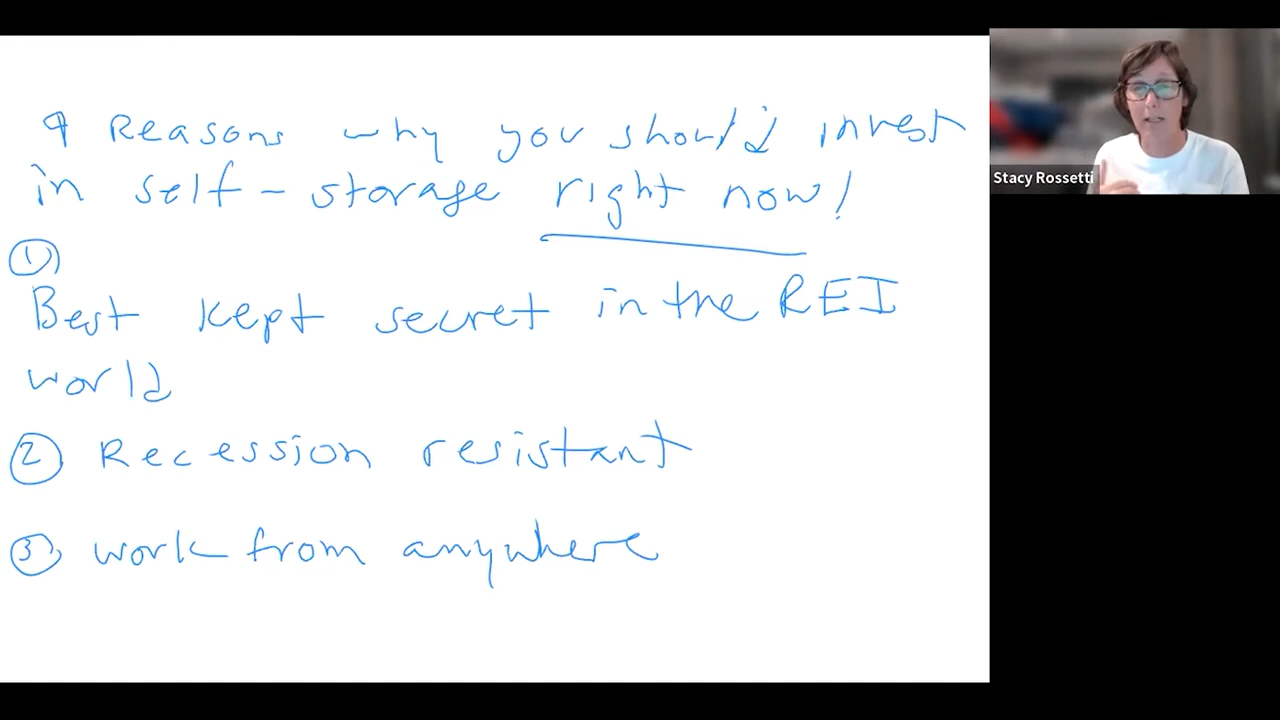 9 Reasons why you should invest
in self-storage right now!
1
Best kept secret in the REI
world
2 Recession resistant
3 work from anywhere
Stacy Rossetti